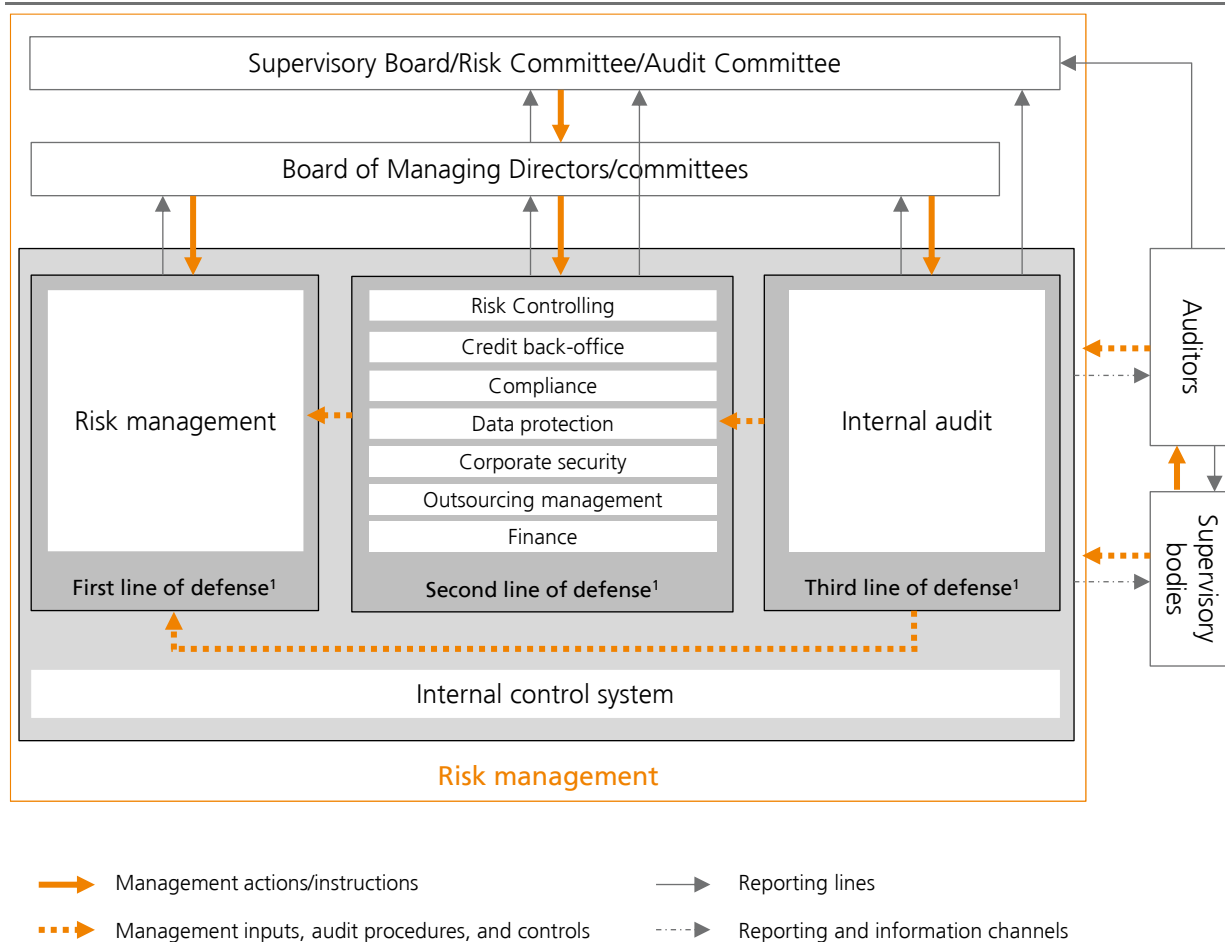 Supervisory Board/Risk Committee/Audit Committee
Board of Managing Directors/committees
Risk management
First line of defense¹
Risk Controlling
Credit back-office
Compliance
Data protection
Corporate security
Outsourcing management
Finance
Second line of defense¹
Internal audit
Third line of defense¹
Internal control system
Risk management
Auditors
Supervisory
bodies
Management actions/instructions
Management inputs, audit procedures, and controls
Reporting lines
Reporting and information channels